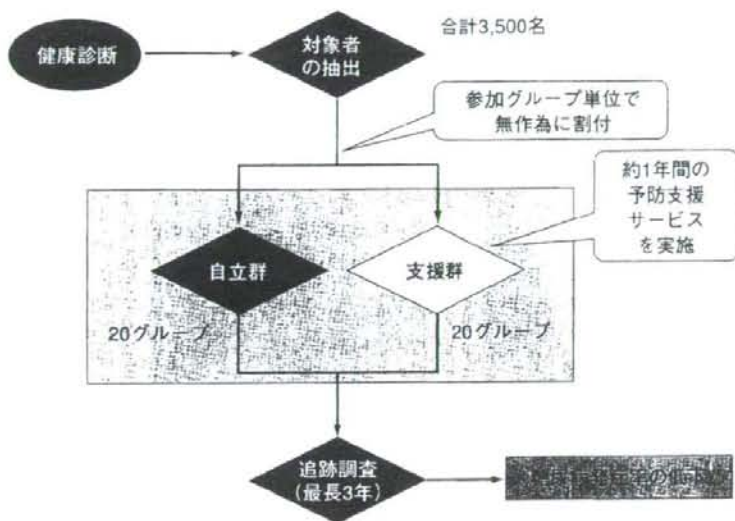 健康診断
対象者
の抽出
合計3,500名
参加グループ単位で
無作為に割付
約1年間の
予防支援
サービス
を実施
自立群
支援群
20グループ
20グループ
追跡調査
(最長3年)